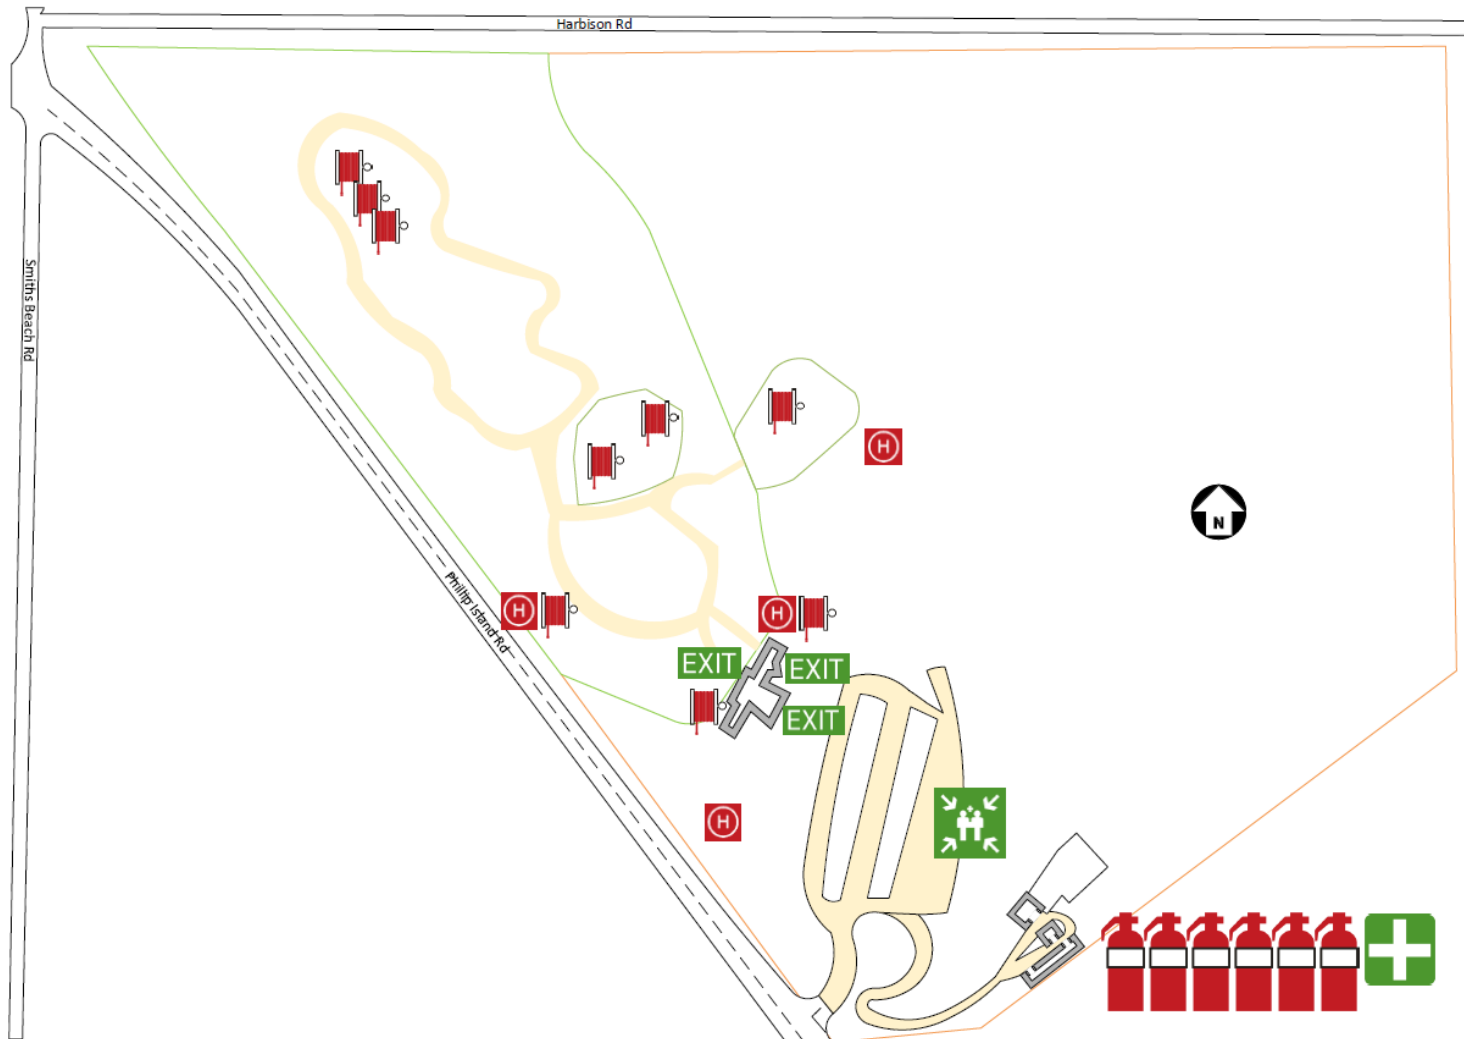 Harbison Rd
Smiths Beach Rd
H
N
Phillip Island Rd
H
H
EXIT
EXIT
EXIT
H